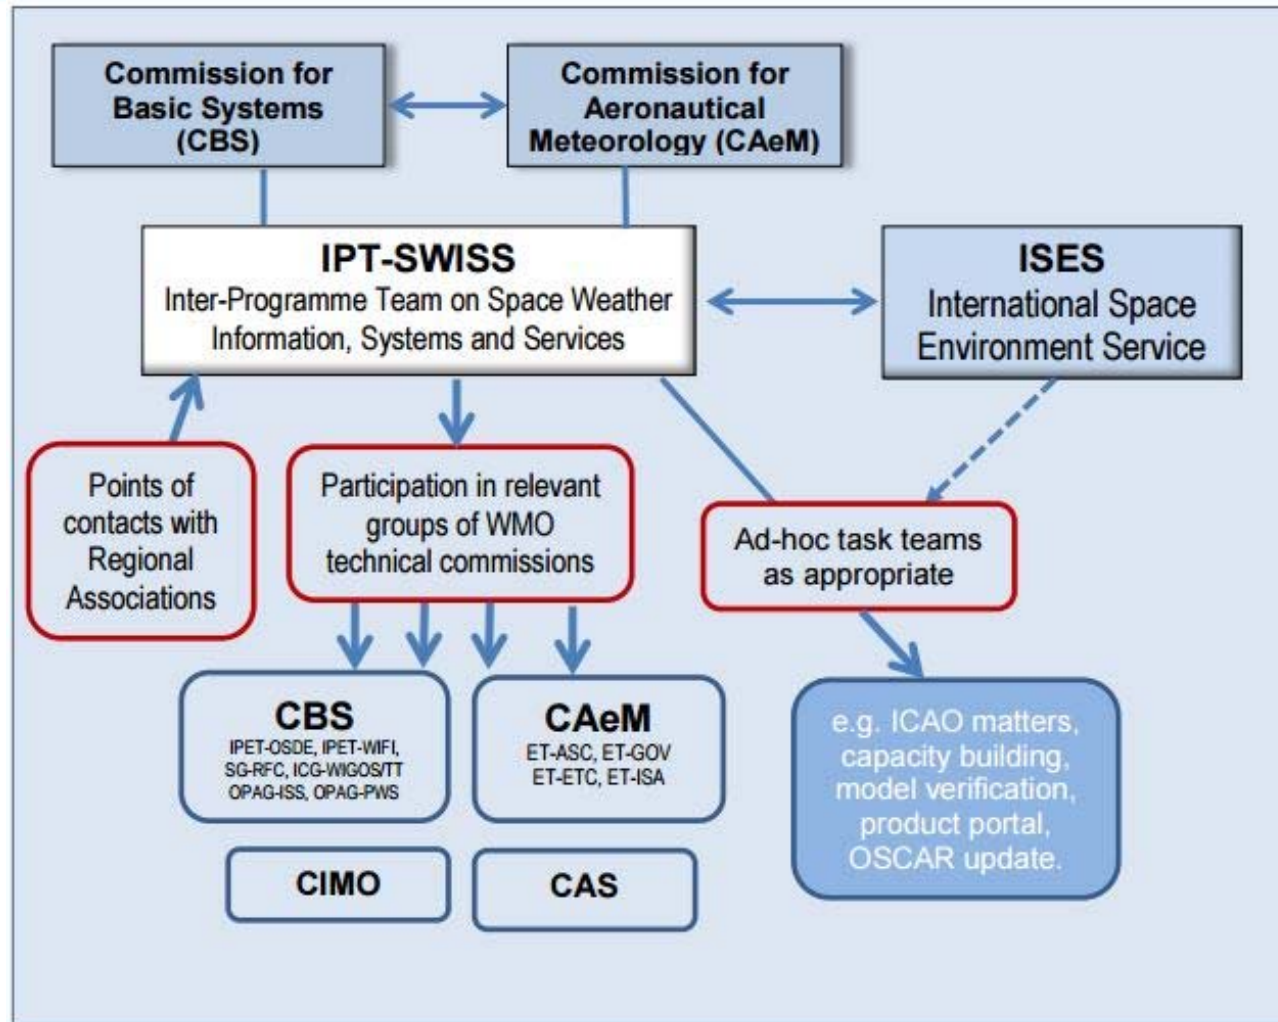 Commission for
Basic Systems
(CBS)
Commission for
Aeronautical
Meteorology (CAeM)
IPT-SWISS
Inter-Programme Team on Space Weather
Information, Systems and Services
ISES
International Space
Environment Service
Points of
contacts with
Regional
Associations
Participation in relevant
groups of WMO
technical commissions
Ad-hoc task teams
as appropriate
CBS
IPET-OSDE, IPET-WIFI,
SG-RFC, ICG-WIGOS/TT
OPAG-ISS, OPAG-PWS
CAeM
ET-ASC, ET-GOV
ET-ETC, ET-ISA
e.g. ICAO matters,
capacity building,
model verification,
product portal,
OSCAR update.
CIMO
CAS